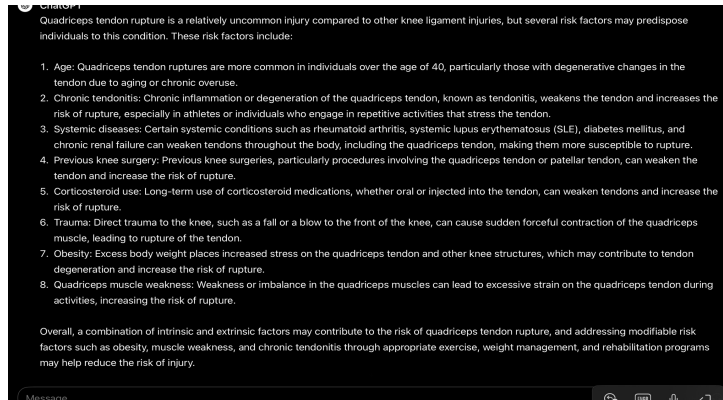 ChatGPT
Quadriceps tendon rupture is a relatively uncommon injury compared to other knee ligament injuries, but several risk factors may predispose
individuals to this condition. These risk factors include:
1. Age: Quadriceps tendon ruptures are more common in individuals over the age of 40, particularly those with degenerative changes in the
tendon due to aging or chronic overuse.
2. Chronic tendonitis: Chronic inflammation or degeneration of the quadriceps tendon, known as tendonitis, weakens the tendon and increases the
risk of rupture, especially in athletes or individuals who engage in repetitive activities that stress the tendon.
3. Systemic diseases: Certain systemic conditions such as rheumatoid arthritis, systemic lupus erythematosus (SLE), diabetes mellitus, and
chronic renal failure can weaken tendons throughout the body, including the quadriceps tendon, making them more susceptible to rupture.
4. Previous knee surgery: Previous knee surgeries, particularly procedures involving the quadriceps tendon or patellar tendon, can weaken the
tendon and increase the risk of rupture.
5. Corticosteroid use: Long-term use of corticosteroid medications, whether oral or injected into the tendon, can weaken tendons and increase the
risk of rupture.
6. Trauma: Direct trauma to the knee, such as a fall or a blow to the front of the knee, can cause sudden forceful contraction of the quadriceps
muscle, leading to rupture of the tendon.
7. Obesity: Excess body weight places increased stress on the quadriceps tendon and other knee structures, which may contribute to tendon
degeneration and increase the risk of rupture.
8. Quadriceps muscle weakness: Weakness or imbalance in the quadriceps muscles can lead to excessive strain on the quadriceps tendon during
activities, increasing the risk of rupture.
Overall, a combination of intrinsic and extrinsic factors may contribute to the risk of quadriceps tendon rupture, and addressing modifiable risk
factors such as obesity, muscle weakness, and chronic tendonitis through appropriate exercise, weight management, and rehabilitation programs
may help reduce the risk of injury.
Message